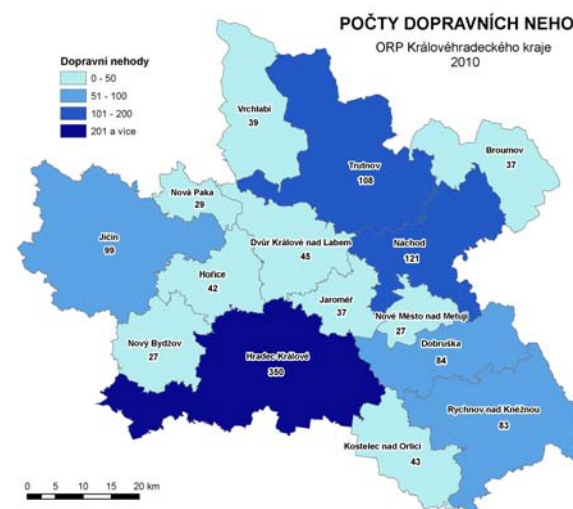 POČTY DOPRAVNÍCH NEHO
ORP Královéhradeckého kraje
2010
Dopravní nehody
0 - 50
51 - 100
101 - 200
201 a více
Vrchlabí
39
Trutnov
108
Broumov
37
Nová Paka
29
Jičín
99
Dvůr Králové nad Labem
45
Náchod
121
Hořice
42
Jaroměř
37
Nové Město nad Metují
27
Nový Bydžov
27
Hradec Králové
350
Dobruška
84
Rychnov nad Kněžnou
83
Kostelec nad Orlicí
43
0 5 10 20 km